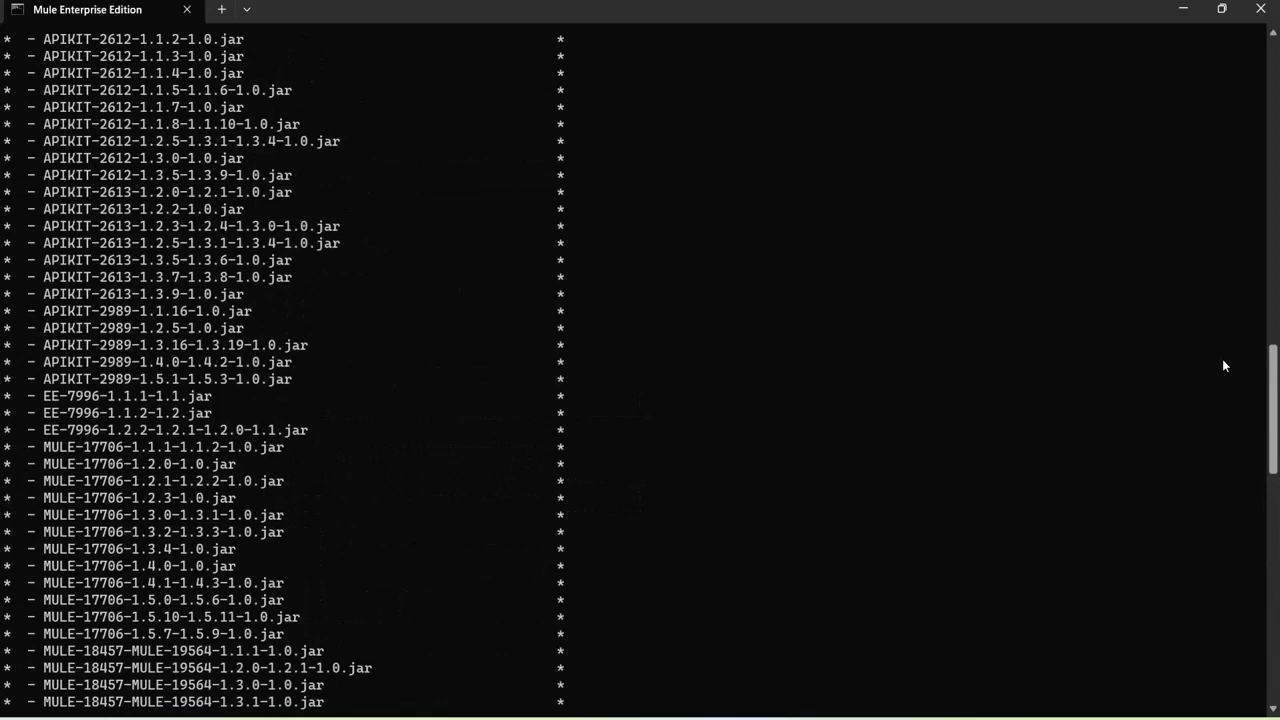 Mule Enterprise Edition
* - APIKIT-2612-1.1.2-1.0.jar *
* - APIKIT-2612-1.1.3-1.0.jar *
* - APIKIT-2612-1.1.4-1.0.jar *
* - APIKIT-2612-1.1.5-1.1.6-1.0.jar *
* - APIKIT-2612-1.1.7-1.0.jar *
* - APIKIT-2612-1.1.8-1.1.10-1.0.jar *
* - APIKIT-2612-1.2.5-1.3.1-1.3.4-1.0.jar *
* - APIKIT-2612-1.3.0-1.0.jar *
* - APIKIT-2612-1.3.5-1.3.9-1.0.jar *
* - APIKIT-2613-1.2.0-1.2.1-1.0.jar *
* - APIKIT-2613-1.2.2-1.0.jar *
* - APIKIT-2613-1.2.3-1.2.4-1.3.0-1.0.jar *
* - APIKIT-2613-1.2.5-1.3.1-1.3.4-1.0.jar *
* - APIKIT-2613-1.3.5-1.3.6-1.0.jar *
* - APIKIT-2613-1.3.7-1.3.8-1.0.jar *
* - APIKIT-2613-1.3.9-1.0.jar *
* - APIKIT-2989-1.1.16-1.0.jar *
* - APIKIT-2989-1.2.5-1.0.jar *
* - APIKIT-2989-1.3.16-1.3.19-1.0.jar *
* - APIKIT-2989-1.4.0-1.4.2-1.0.jar *
* - APIKIT-2989-1.5.1-1.5.3-1.0.jar *
* - EE-7996-1.1.1-1.1.jar *
* - EE-7996-1.1.2-1.2.jar *
* - EE-7996-1.2.2-1.2.1-1.2.0-1.1.jar *
* - MULE-17706-1.1.1-1.1.2-1.0.jar *
* - MULE-17706-1.2.0-1.0.jar *
* - MULE-17706-1.2.1-1.2.2-1.0.jar *
* - MULE-17706-1.2.3-1.0.jar *
* - MULE-17706-1.3.0-1.3.1-1.0.jar *
* - MULE-17706-1.3.2-1.3.3-1.0.jar *
* - MULE-17706-1.3.4-1.0.jar *
* - MULE-17706-1.4.0-1.0.jar *
* - MULE-17706-1.4.1-1.4.3-1.0.jar *
* - MULE-17706-1.5.0-1.5.6-1.0.jar *
* - MULE-17706-1.5.10-1.5.11-1.0.jar *
* - MULE-17706-1.5.7-1.5.9-1.0.jar *
* - MULE-18457-MULE-19564-1.1.1-1.0.jar *
* - MULE-18457-MULE-19564-1.2.0-1.2.1-1.0.jar *
* - MULE-18457-MULE-19564-1.3.0-1.0.jar *
* - MULE-18457-MULE-19564-1.3.1-1.0.jar *